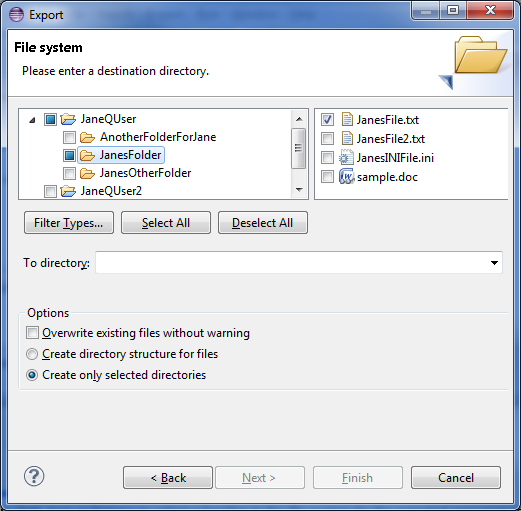 Export
File system
Please enter a destination directory.
JaneQUser
AnotherFolderForJane
JanesFolder
JanesOtherFolder
JaneQUser2
JanesFile.txt
JanesFile2.txt
JanesINIFile.ini
sample.doc
Filter Types...
Select All
Deselect All
To directory:
Options
Overwrite existing files without warning
Create directory structure for files
Create only selected directories
?
< Back
Next >
Finish
Cancel